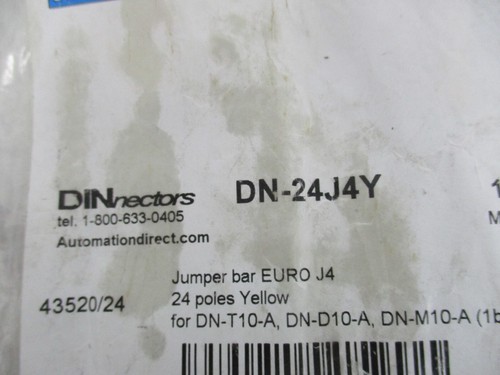 DINnectors DN-24J4Y
tel. 1-800-633-0405
Automationdirect.com
Jumper bar EURO J4
43520/24 24 poles Yellow
for DN-T10-A, DN-D10-A, DN-M10-A (1b